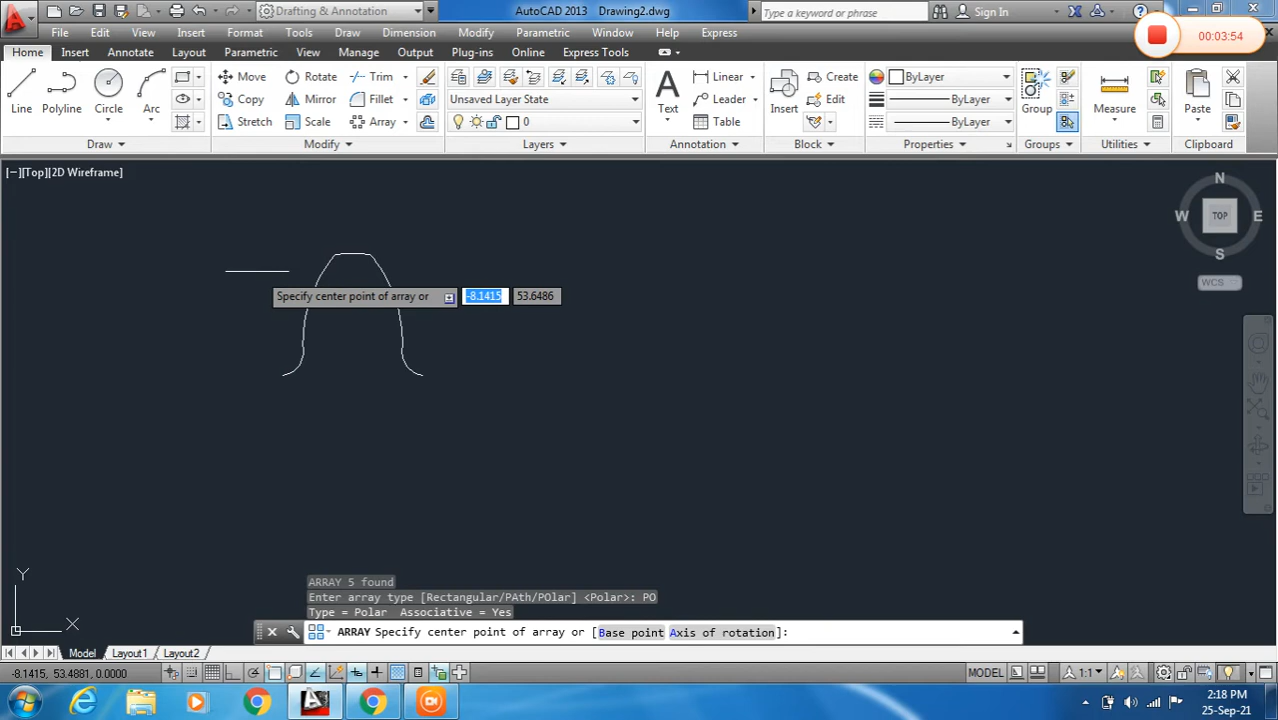 AutoCAD 2013 Drawing2.dwg
Drafting & Annotation
Type a keyword or phrase
Sign In
File Edit View Insert Format Tools Draw Dimension Modify Parametric Window Help Express
00:03:54
Home Insert Annotate Layout Parametric View Manage Output Plug-ins Online Express Tools
Line Polyline Circle Arc
Move Rotate Trim
Copy Mirror Fillet
Stretch Scale Array
Unsaved Layer State
0
Text
Linear
Leader
Table
Insert
Create
Edit
ByLayer
ByLayer
ByLayer
Group
Measure
Paste
Draw Modify Layers Annotation Block Properties Groups Utilities Clipboard
[−][Top][2D Wireframe]
N
W TOP E
S
WCS
Specify center point of array or -8.1415 53.6486
Y
X
ARRAY 5 found
Enter array type [Rectangular/PAth/POlar] <Polar>: PO
Type = Polar Associative = Yes
ARRAY Specify center point of array or [Base point Axis of rotation]:
Model Layout1 Layout2
-8.1415, 53.4881, 0.0000
MODEL
1:1
2:18 PM
25-Sep-21